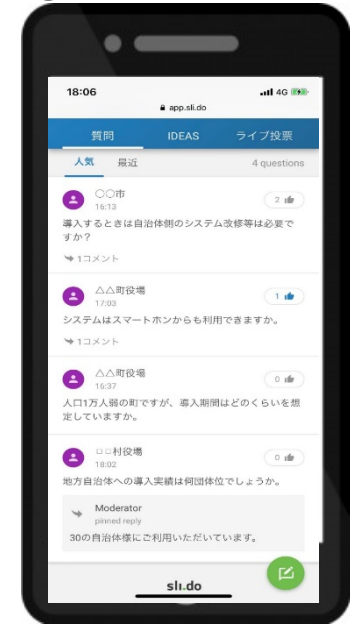 18:06
4G
app.sli.do
質問 IDEAS ライブ投票
人気 最近 4 questions
〇〇市
16:13
2
導入するときは自治体側のシステム改修等は必要で
すか？
1コメント
△△町役場
17:03
1
システムはスマートホンからも利用できますか。
1コメント
△△町役場
16:37
0
人口1万人弱の町ですが、導入期間はどのくらいを想
定していますか。
□□村役場
18:02
0
地方自治体への導入実績は何団体位でしょうか。
Moderator
pinned reply
30の自治体様にご利用いただいています。
sli.do